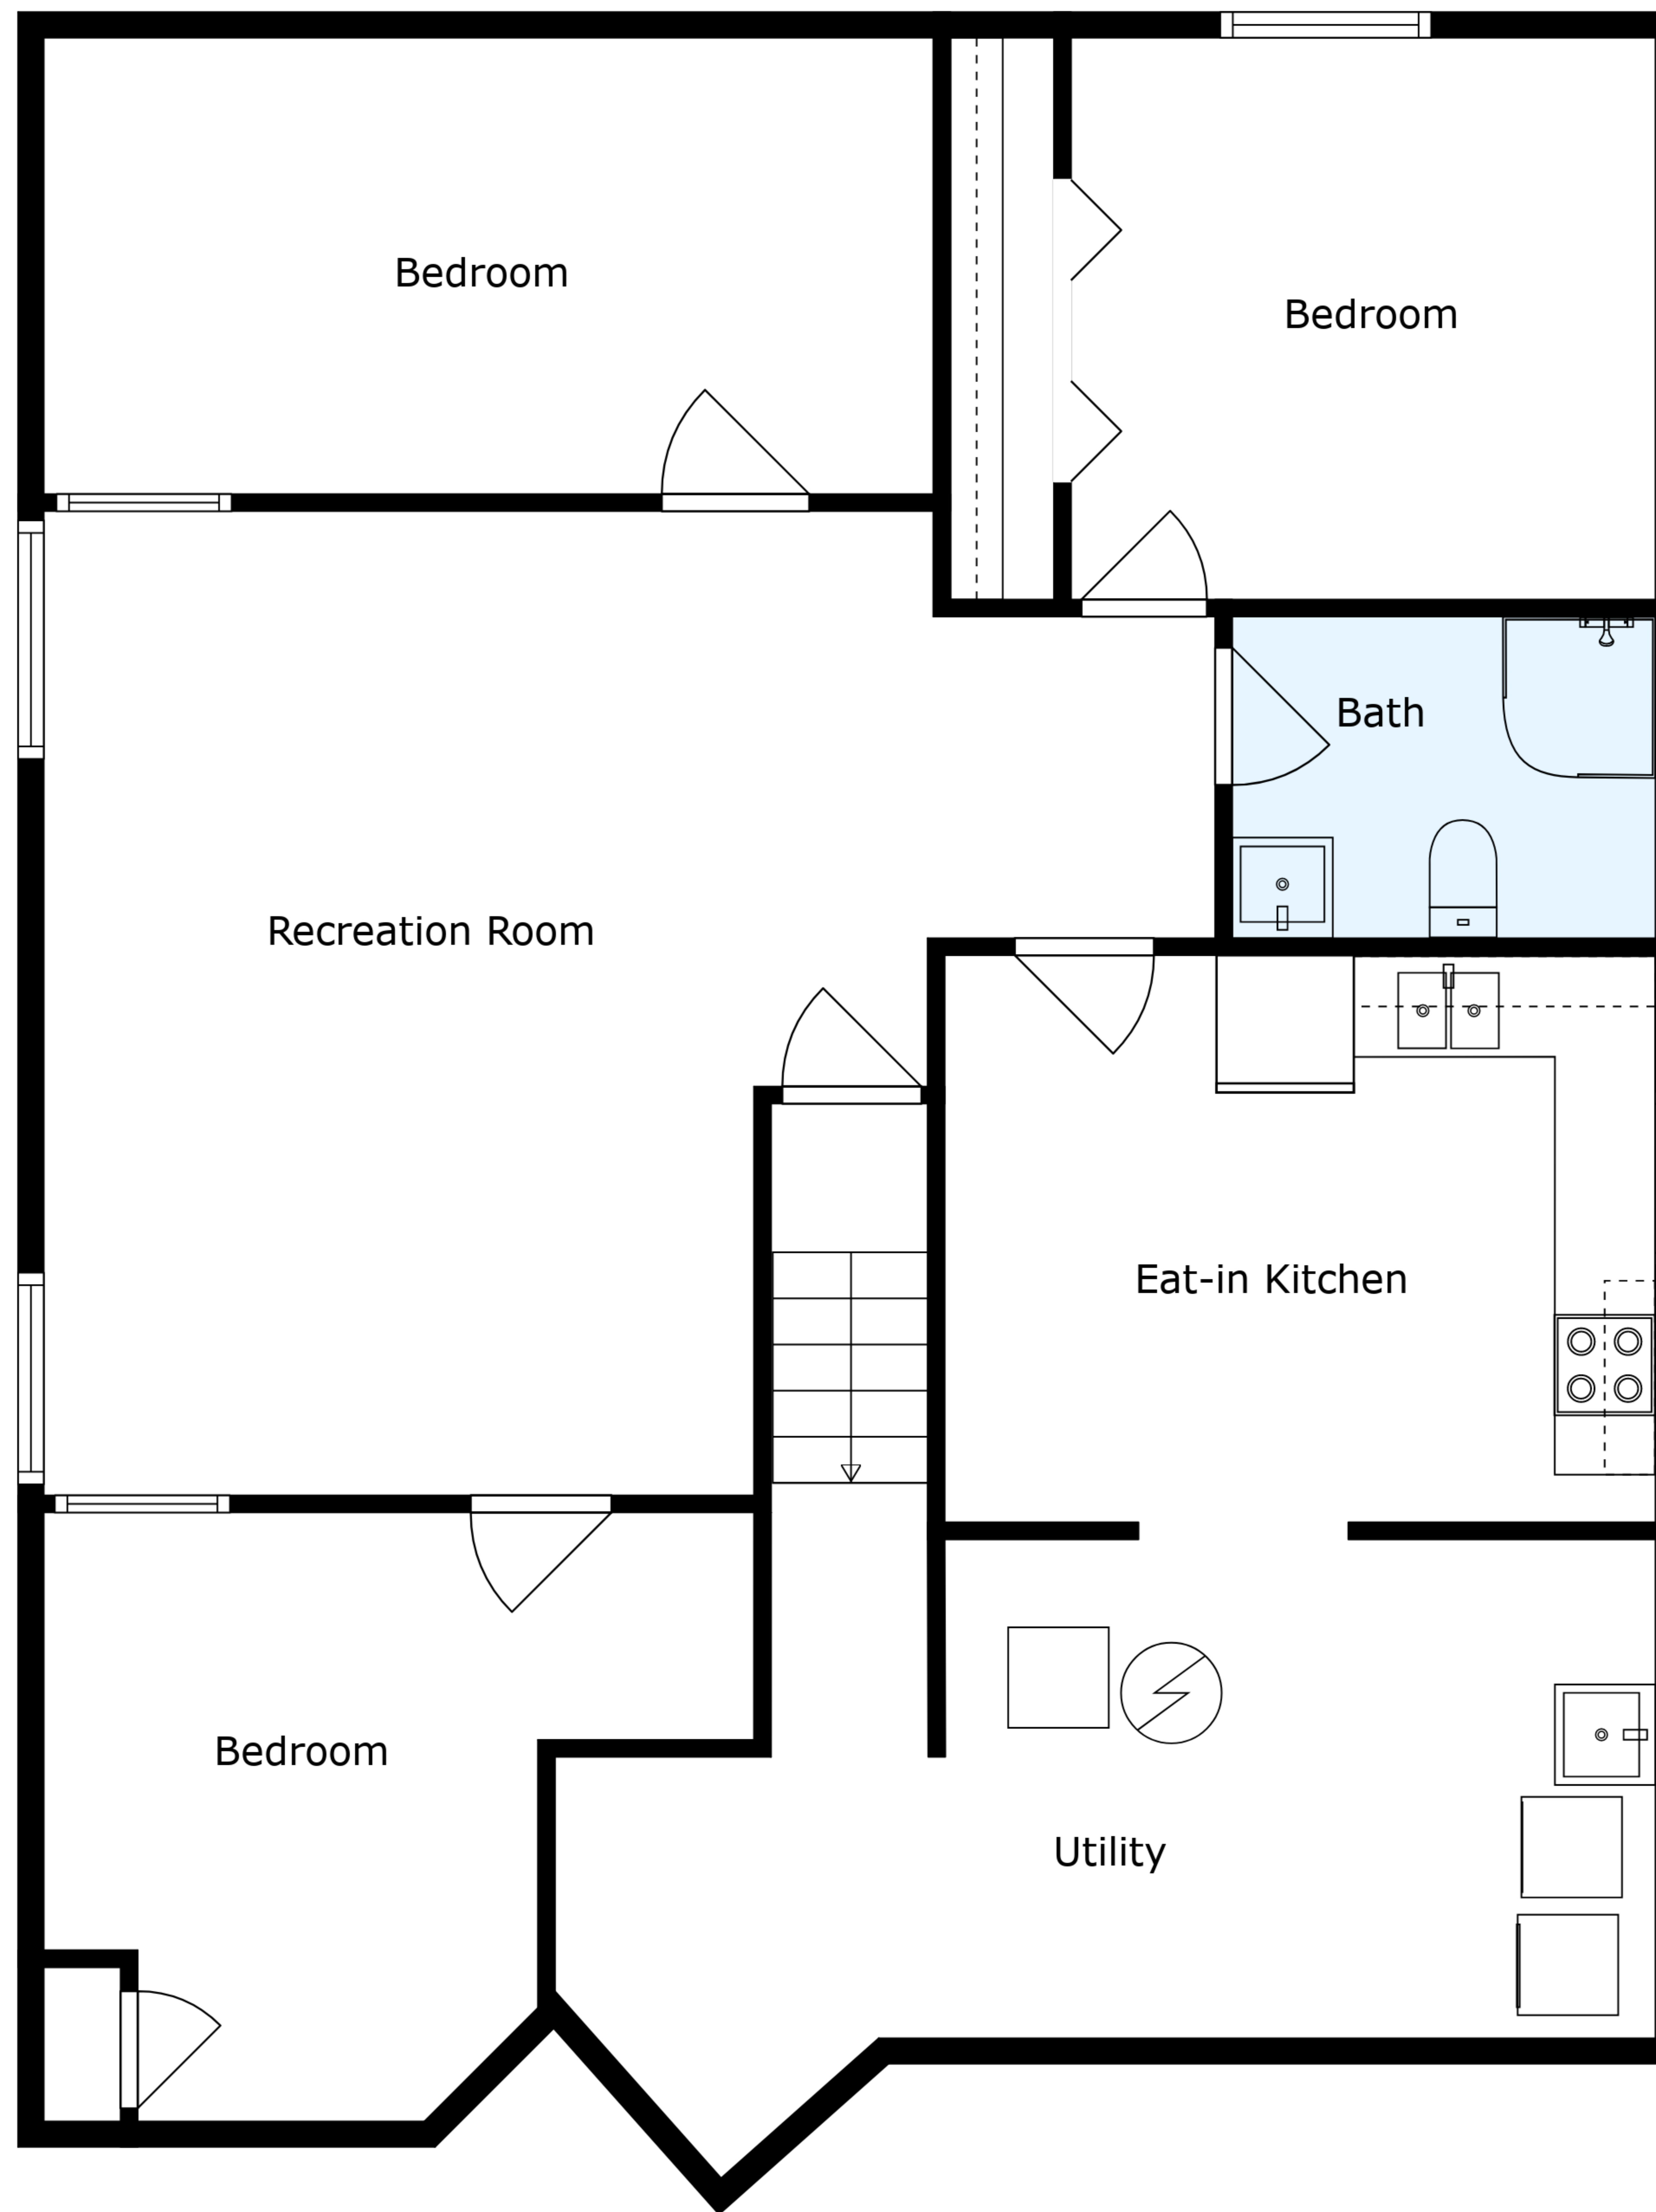 Bedroom
Bedroom
Bath
Recreation Room
Eat-in Kitchen
Bedroom
Utility